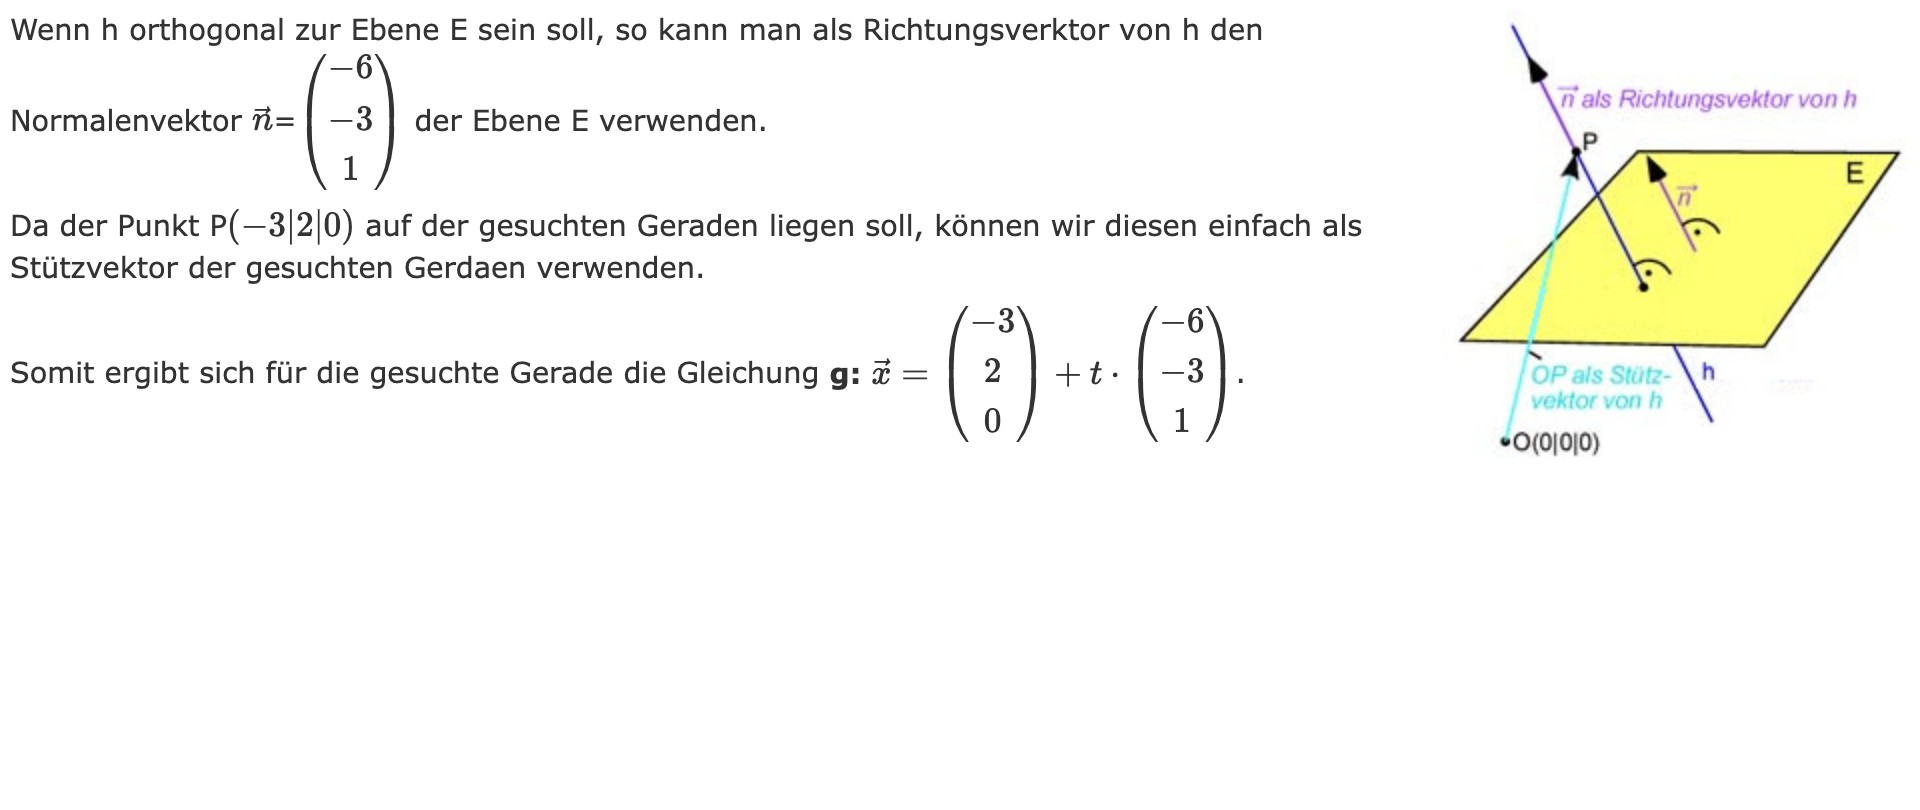 Wenn h orthogonal zur Ebene E sein soll, so kann man als Richtungsverktor von h den
Normalenvektor $\vec{n}$= $\begin{pmatrix} -6 \\ -3 \\ 1 \end{pmatrix}$ der Ebene E verwenden.
Da der Punkt P(−3|2|0) auf der gesuchten Geraden liegen soll, können wir diesen einfach als
Stützvektor der gesuchten Gerdaen verwenden.
Somit ergibt sich für die gesuchte Gerade die Gleichung g: $\vec{x} = \begin{pmatrix} -3 \\ 2 \\ 0 \end{pmatrix} + t \cdot \begin{pmatrix} -6 \\ -3 \\ 1 \end{pmatrix}$.
$\vec{n}$ als Richtungsvektor von h
P
E
$\vec{n}$
OP als Stütz-
vektor von h
h
O(0|0|0)